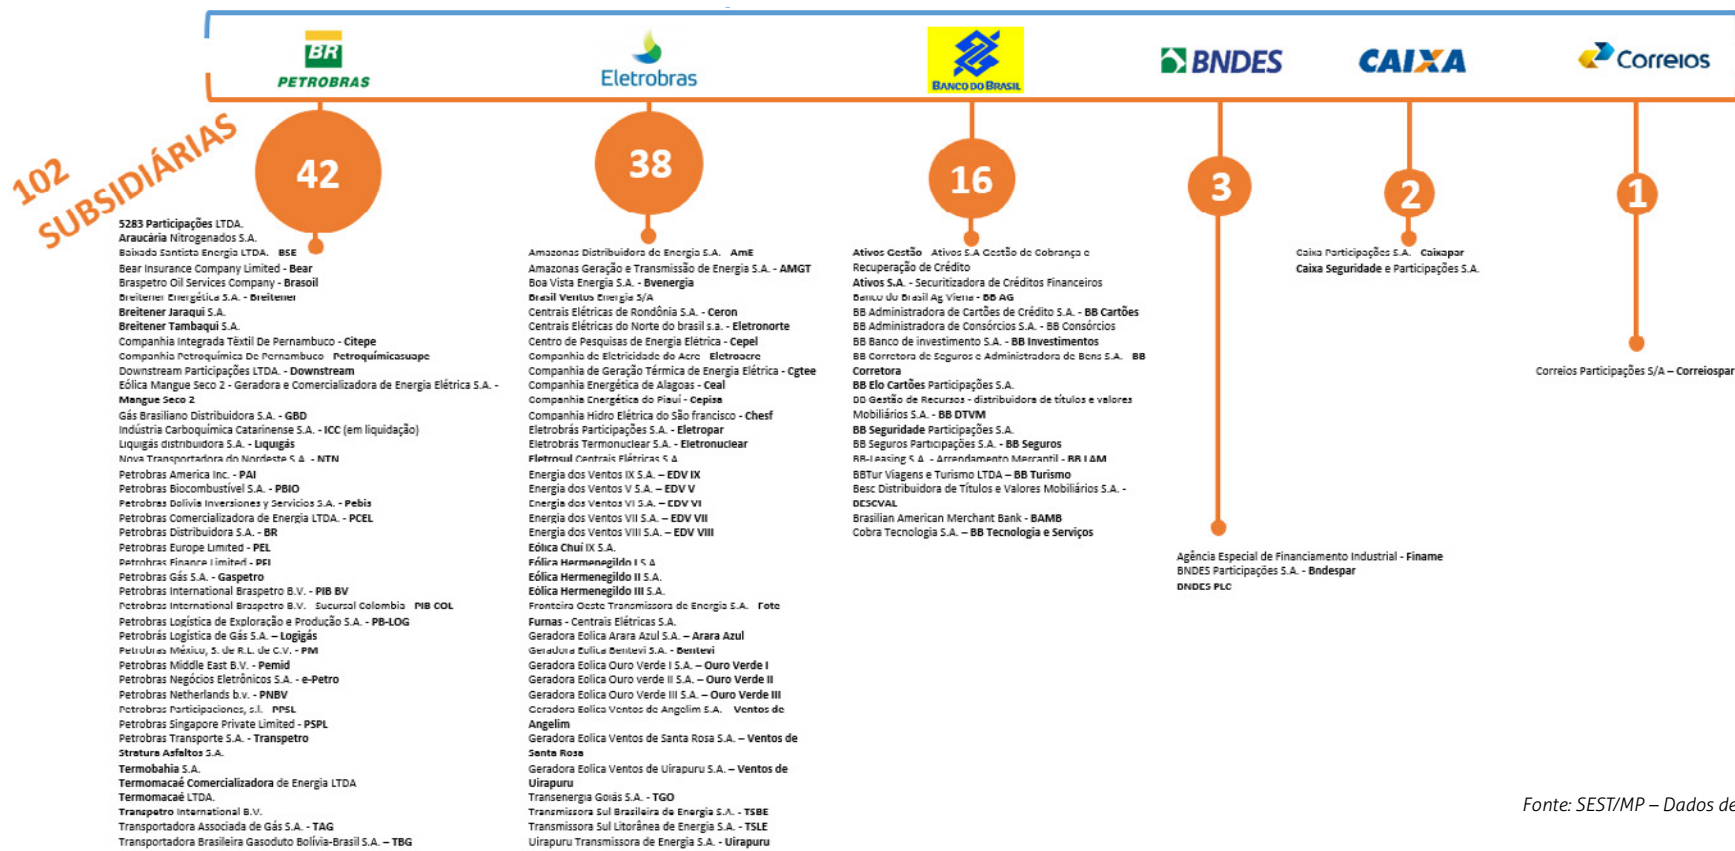 BR
PETROBRAS
Eletrobras
BANCO DO BRASIL
BNDES
CAIXA
Correios
102
SUBSIDIÁRIAS
42
38
16
3
2
1
5283 Participações LTDA.
Araucária Nitrogenados S.A.
Baixada Santista Energia LTDA. BSE
Bear Insurance Company Limited - Bear
Braspetro Oil Services Company - Brasoil
Breitener Energética S.A. - Breitener
Breitener Jaraqui S.A.
Breitener Tambaqui S.A.
Companhia Integrada Têxtil De Pernambuco - Citepe
Companhia Petroquímica De Pernambuco Petroquímicasuape
Downstream Participações LTDA. - Downstream
Eólica Mangue Seco 2 - Geradora e Comercializadora de Energia Elétrica S.A. -
Mangue Seco 2
Gás Brasiliano Distribuidora S.A. - GBD
Indústria Carboquímica Catarinense S.A. - ICC (em liquidação)
Liquigás distribuidora S.A. - Liquigás
Nova Transportadora do Nordeste S.A. - NTN
Petrobras America Inc. - PAI
Petrobras Biocombustível S.A. - PBIO
Petrobras Bolivia Inversiones y Servicios S.A. - Pebis
Petrobras Comercializadora de Energia LTDA. - PCEL
Petrobras Distribuidora S.A. - BR
Petrobras Europe Limited - PEL
Petrobras Finance Limited - PFL
Petrobras Gás S.A. - Gaspetro
Petrobras International Braspetro B.V. - PIB BV
Petrobras International Braspetro B.V. Sucursal Colombia PIB COL
Petrobras Logística de Exploração e Produção S.A. - PB-LOG
Petrobrás Logística de Gás S.A. – Logigás
Petrobras México, S. de R.L. de C.V. - PM
Petrobras Middle East B.V. - Pemid
Petrobras Negócios Eletrônicos S.A. - e-Petro
Petrobras Netherlands b.v. - PNBV
Petrobras Participaciones, s.l. PPSL
Petrobras Singapore Private Limited - PSPL
Petrobras Transporte S.A. - Transpetro
Stratura Asfaltos S.A.
Termobahia S.A.
Termomacaé Comercializadora de Energia LTDA
Termomacaé LTDA.
Transpetro International B.V.
Transportadora Associada de Gás S.A. - TAG
Transportadora Brasileira Gasoduto Bolívia-Brasil S.A. – TBG
Amazonas Distribuidora de Energia S.A. AmE
Amazonas Geração e Transmissão de Energia S.A. - AMGT
Boa Vista Energia S.A. - Bvenergia
Brasil Ventos Energia S/A
Centrais Elétricas de Rondônia S.A. - Ceron
Centrais Elétricas do Norte do brasil s.a. - Eletronorte
Centro de Pesquisas de Energia Elétrica - Cepel
Companhia de Eletricidade do Acre Eletroacre
Companhia de Geração Térmica de Energia Elétrica - Cgtee
Companhia Energética de Alagoas - Ceal
Companhia Energética do Piauí - Cepisa
Companhia Hidro Elétrica do São francisco - Chesf
Eletrobrás Participações S.A. - Eletropar
Eletrobrás Termonuclear S.A. - Eletronuclear
Eletrosul Centrais Elétricas S.A
Energia dos Ventos IX S.A. – EDV IX
Energia dos Ventos V S.A. – EDV V
Energia dos Ventos VI S.A. – EDV VI
Energia dos Ventos VII S.A. – EDV VII
Energia dos Ventos VIII S.A. – EDV VIII
Eólica Chuí IX S.A.
Eólica Hermenegildo I S.A
Eólica Hermenegildo II S.A.
Eólica Hermenegildo III S.A.
Fronteira Oeste Transmissora de Energia S.A. Fote
Furnas - Centrais Elétricas S.A.
Geradora Eolica Arara Azul S.A. – Arara Azul
Geradora Eolica Bentevi S.A. - Bentevi
Geradora Eolica Ouro Verde I S.A. – Ouro Verde I
Geradora Eolica Ouro verde II S.A. – Ouro Verde II
Geradora Eolica Ouro Verde III S.A. – Ouro Verde III
Geradora Eolica Ventos de Angelim S.A. Ventos de
Angelim
Geradora Eolica Ventos de Santa Rosa S.A. – Ventos de
Santa Rosa
Geradora Eolica Ventos de Uirapuru S.A. – Ventos de
Uirapuru
Transenergia Goiás S.A. - TGO
Transmissora Sul Brasileira de Energia S.A. - TSBE
Transmissora Sul Litorânea de Energia S.A. - TSLE
Uirapuru Transmissora de Energia S.A. - Uirapuru
Ativos Gestão Ativos S.A Gestão de Cobrança e
Recuperação de Crédito
Ativos S.A. - Securitizadora de Créditos Financeiros
Banco do Brasil Ag Viena - BB AG
BB Administradora de Cartões de Crédito S.A. - BB Cartões
BB Administradora de Consórcios S.A. - BB Consórcios
BB Banco de investimento S.A. - BB Investimentos
BB Corretora de Seguros e Administradora de Bens S.A. BB
Corretora
BB Elo Cartões Participações S.A.
BB Gestão de Recursos - distribuidora de títulos e valores
Mobiliários S.A. - BB DTVM
BB Seguridade Participações S.A.
BB Seguros Participações S.A. - BB Seguros
BB-Leasing S.A. - Arrendamento Mercantil - BB LAM
BBTur Viagens e Turismo LTDA – BB Turismo
Besc Distribuidora de Títulos e Valores Mobiliários S.A. -
BESCVAL
Brasilian American Merchant Bank - BAMB
Cobra Tecnologia S.A. – BB Tecnologia e Serviços
Agência Especial de Financiamento Industrial - Finame
BNDES Participações S.A. - Bndespar
BNDES PLC
Caixa Participações S.A. Caixapar
Caixa Seguridade e Participações S.A.
Correios Participações S/A – Correiospar
Fonte: SEST/MP – Dados de